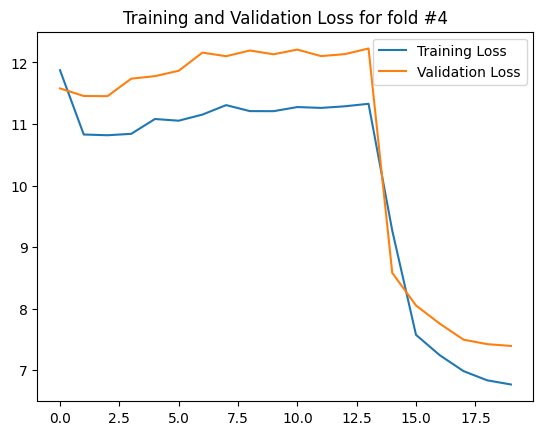 Training and Validation Loss for fold #4
Training Loss
Validation Loss
12
11
10
9
8
7
0.0 2.5 5.0 7.5 10.0 12.5 15.0 17.5